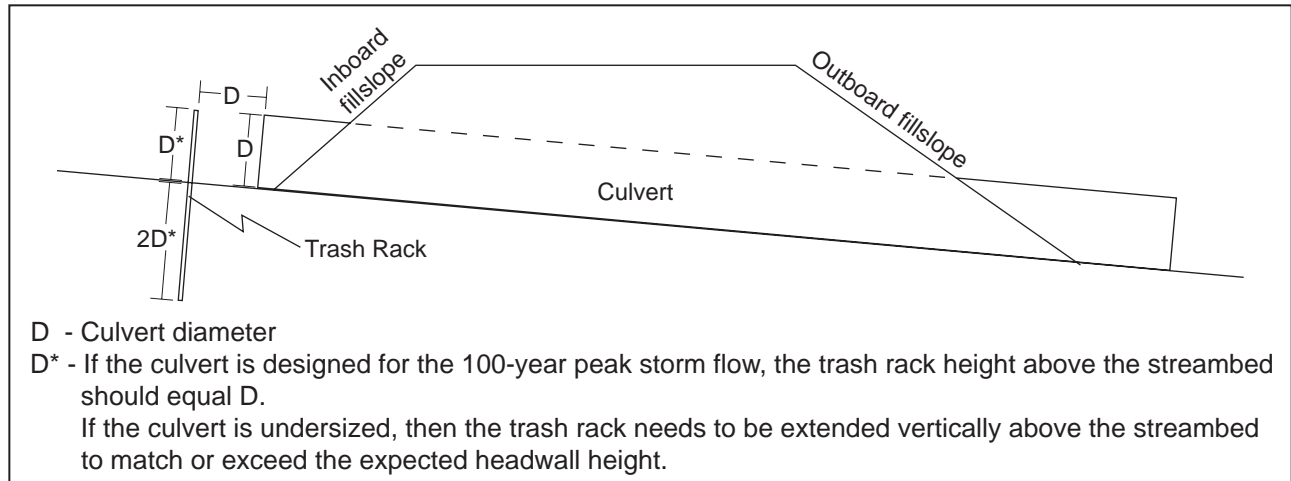 Inboard
fillslope
Outboard fillslope
D
D*
D
Culvert
2D*
Trash Rack
D - Culvert diameter
D* - If the culvert is designed for the 100-year peak storm flow, the trash rack height above the streambed
should equal D.
If the culvert is undersized, then the trash rack needs to be extended vertically above the streambed
to match or exceed the expected headwall height.